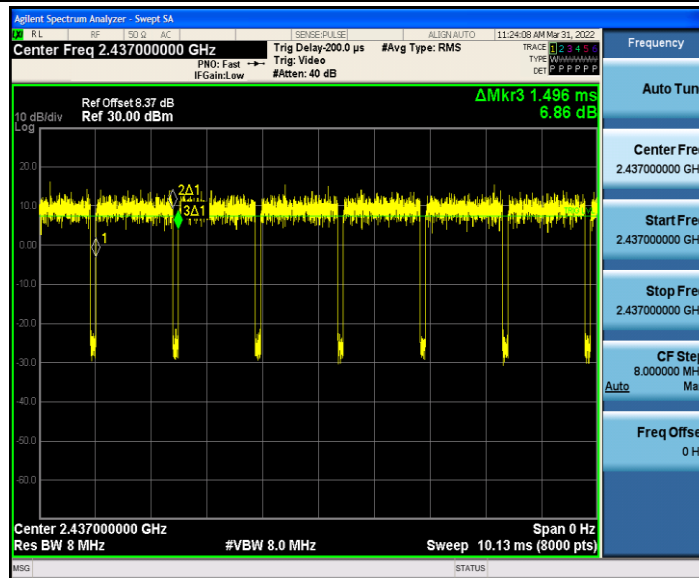 Agilent Spectrum Analyzer - Swept SA
RL RF 50 Ω AC SENSE:PULSE ALIGN AUTO 11:24:08 AM Mar 31, 2022
Center Freq 2.437000000 GHz
PNO: Fast
IFGain:Low
Trig Delay-200.0 µs
Trig: Video
#Atten: 40 dB
#Avg Type: RMS
TRACE 1 2 3 4 5 6
TYPE W
DET P P P P P P
Frequency
ΔMkr3 1.496 ms
6.86 dB
Ref Offset 8.37 dB
10 dB/div Ref 30.00 dBm
Log
20.0
10.0
0.00
-10.0
-20.0
-30.0
-40.0
-50.0
-60.0
2Δ1
3Δ1
1
Center 2.437000000 GHz
Span 0 Hz
Res BW 8 MHz
#VBW 8.0 MHz
Sweep 10.13 ms (8000 pts)
MSG
STATUS
Auto Tun
Center Fre
2.437000000 GH
Start Fre
2.437000000 GH
Stop Fre
2.437000000 GH
CF Step
8.000000 MH
Auto Ma
Freq Offse
0 H